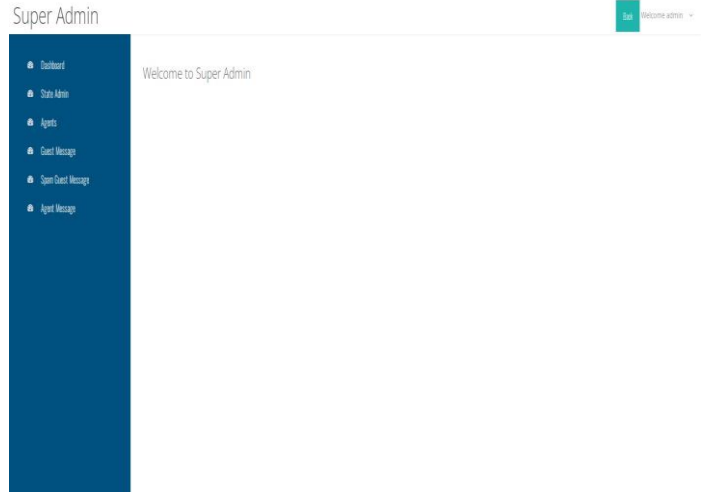 Super Admin
Back
Welcome admin
Dashboard
State Admin
Agents
Guest Message
Spam Guest Message
Agent Message
Welcome to Super Admin